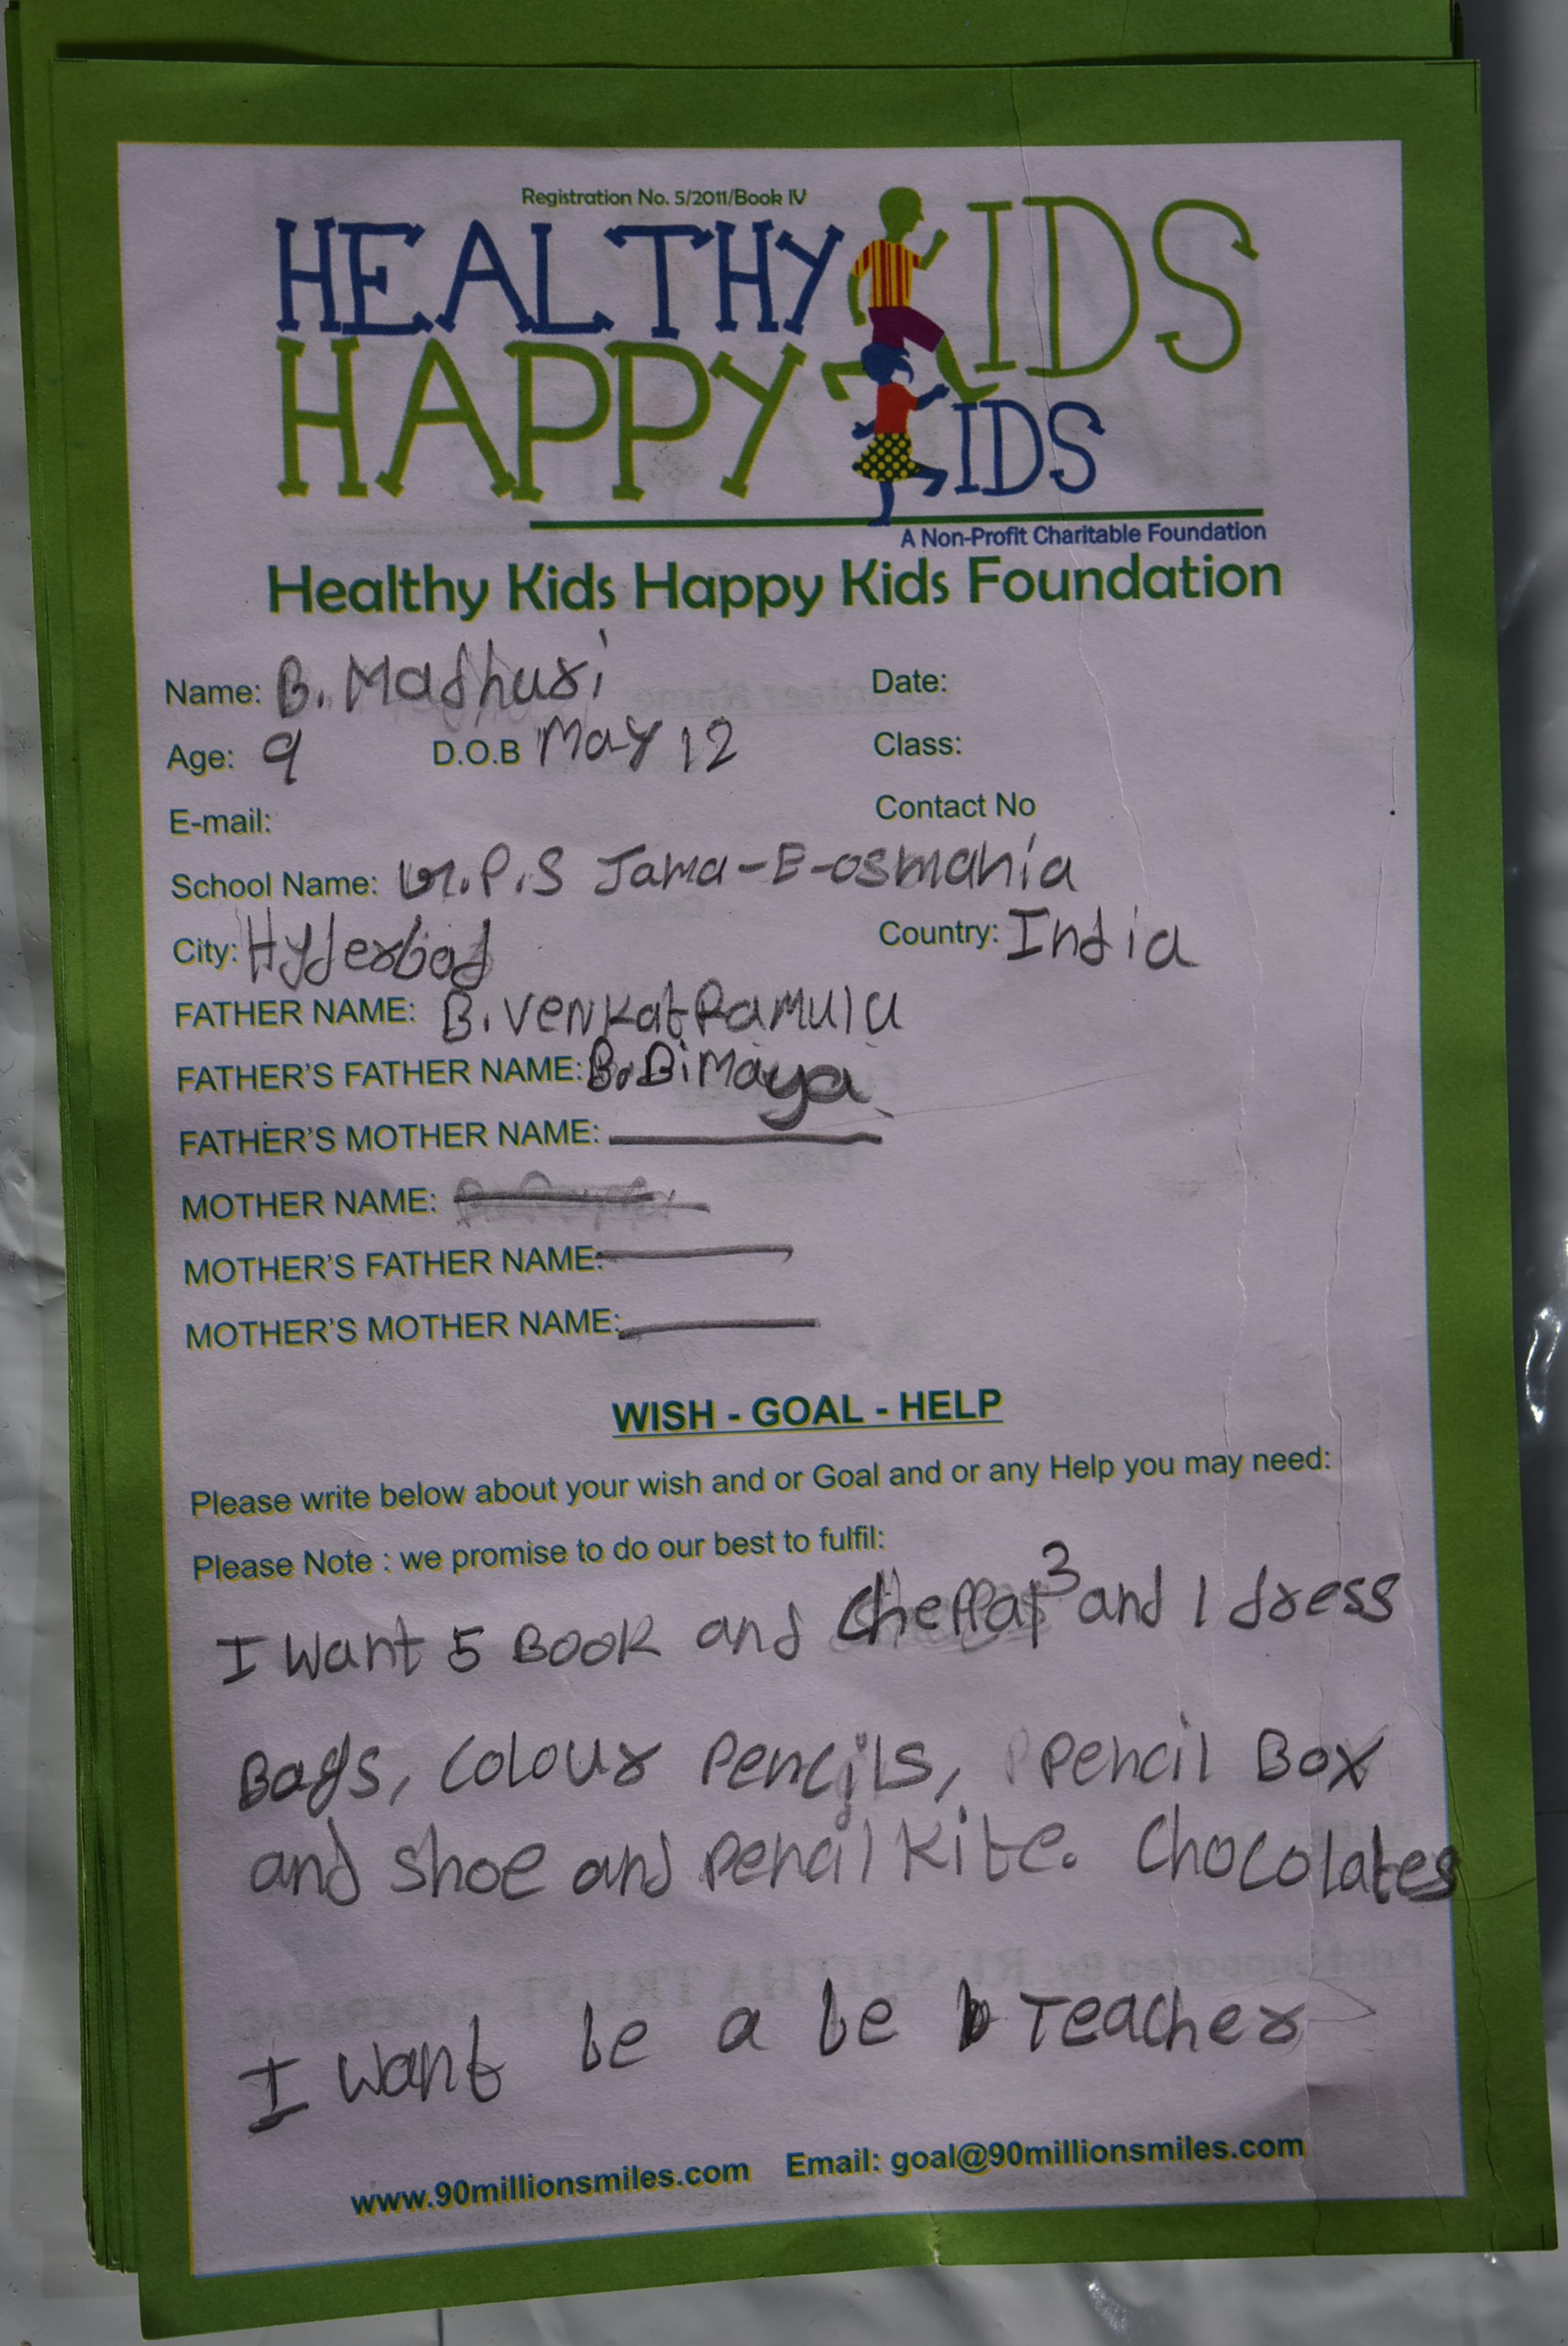 Registration No. 5/2011/Book IV
HEALTHY KIDS
HAPPY KIDS
A Non-Profit Charitable Foundation
Healthy Kids Happy Kids Foundation
Name: B. Madhuri Date:
Age: 9 D.O.B May 12 Class:
E-mail: Contact No
School Name: P.S Jama-E-osmania
City: Hyderbad Country: India
FATHER NAME: B. Venkat Ramulu
FATHER'S FATHER NAME: B. Bimaya
FATHER'S MOTHER NAME:
MOTHER NAME:
MOTHER'S FATHER NAME:
MOTHER'S MOTHER NAME:
WISH - GOAL - HELP
Please write below about your wish and or Goal and or any Help you may need:
Please Note : we promise to do our best to fulfil:
I want 5 Book and 3 and 1 dress
Bags, colour pencils, pencil Box
and shoe and pencil kite. Chocolates
I want be a be Teacher
www.90millionsmiles.com Email: goal@90millionsmiles.com